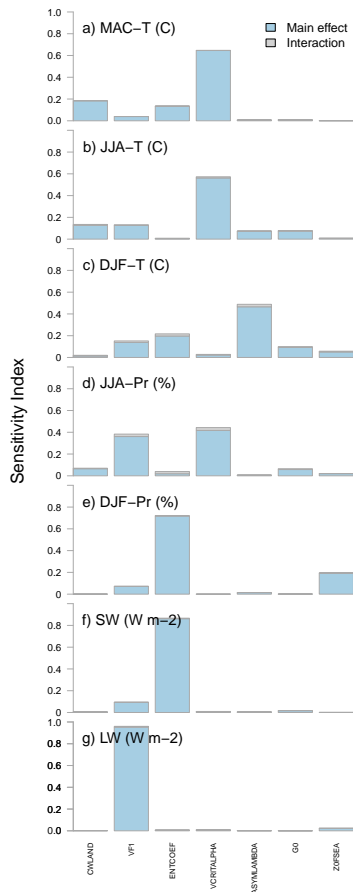 a) MAC−T (C)
Main effect
Interaction
1.0
0.8
0.6
0.4
0.2
0.0
b) JJA−T (C)
0.8
0.6
0.4
0.2
0
c) DJF−T (C)
0.8
0.6
0.4
0.2
0
d) JJA−Pr (%)
0.8
0.6
0.4
0.2
0
e) DJF−Pr (%)
0.8
0.6
0.4
0.2
0
f) SW (W m−2)
0.8
0.6
0.4
0.2
0
g) LW (W m−2)
1.0
0.8
0.6
0.4
0.2
0.0
Sensitivity Index
CWLAND
VF1
ENTCOEF
VCRITALPHA
ASYMLAMBDA
G0
Z0FSEA